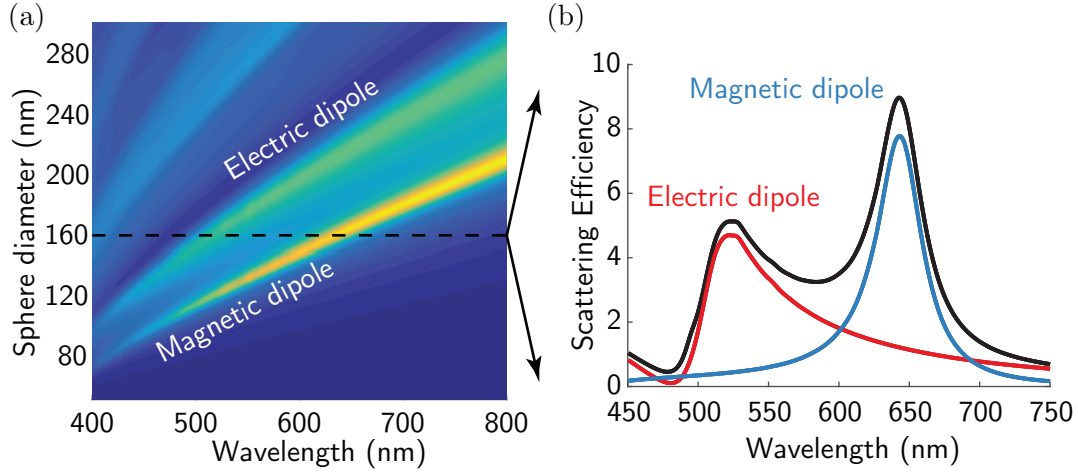 (a)
Sphere diameter (nm)
280
240
200
160
120
80
Electric dipole
Magnetic dipole
400
500
600
700
800
Wavelength (nm)
(b)
Scattering Efficiency
10
8
6
4
2
0
Magnetic dipole
Electric dipole
450
500
550
600
650
700
750
Wavelength (nm)